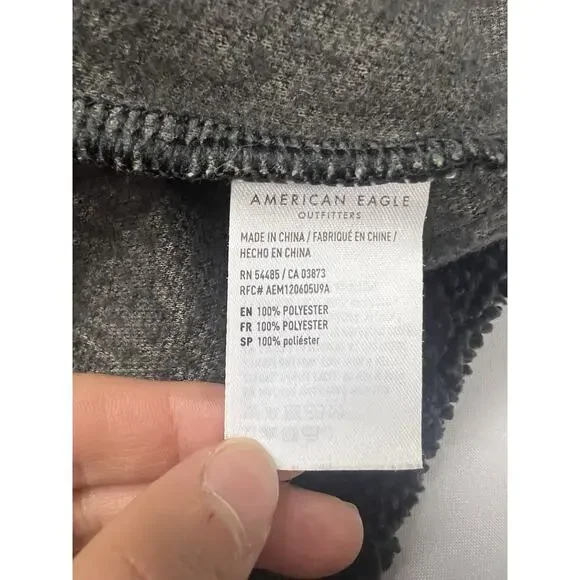 AMERICAN EAGLE
OUTFITTERS
MADE IN CHINA / FABRIQUÉ EN CHINE /
HECHO EN CHINA
RN 54485 / CA 03873
RFC# AEM120605U9A
EN 100% POLYESTER
FR 100% POLYESTER
SP 100% poliéster